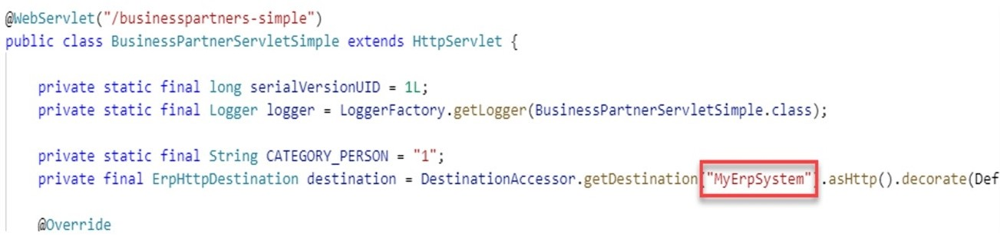 @WebServlet("/businesspartners-simple")
public class BusinessPartnerServletSimple extends HttpServlet {
private static final long serialVersionUID = 1L;
private static final Logger logger = LoggerFactory.getLogger(BusinessPartnerServletSimple.class);
private static final String CATEGORY_PERSON = "1";
private final ErpHttpDestination destination = DestinationAccessor.getDestination("MyErpSystem").asHttp().decorate(Def
@Override